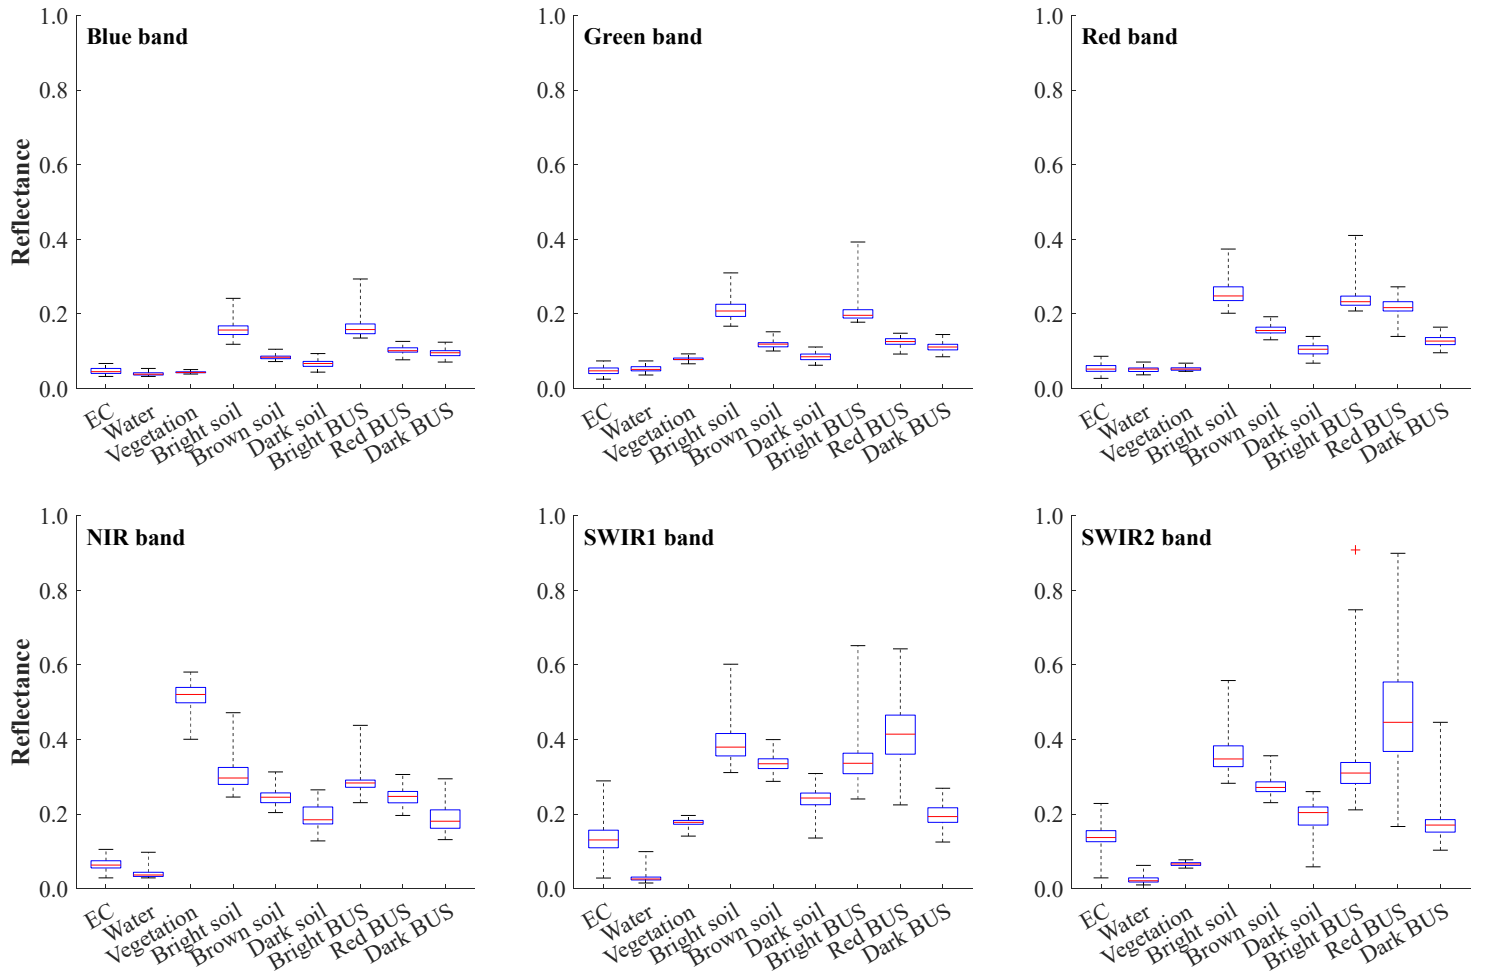 Blue band
Reflectance
1.0
0.8
0.6
0.4
0.2
0.0
EC
Water
Vegetation
Bright soil
Brown soil
Dark soil
Bright BUS
Red BUS
Dark BUS
Green band
1.0
0.8
0.6
0.4
0.2
0.0
EC
Water
Vegetation
Bright soil
Brown soil
Dark soil
Bright BUS
Red BUS
Dark BUS
Red band
1.0
0.8
0.6
0.4
0.2
0.0
EC
Water
Vegetation
Bright soil
Brown soil
Dark soil
Bright BUS
Red BUS
Dark BUS
NIR band
Reflectance
1.0
0.8
0.6
0.4
0.2
0.0
EC
Water
Vegetation
Bright soil
Brown soil
Dark soil
Bright BUS
Red BUS
Dark BUS
SWIR1 band
1.0
0.8
0.6
0.4
0.2
0.0
EC
Water
Vegetation
Bright soil
Brown soil
Dark soil
Bright BUS
Red BUS
Dark BUS
SWIR2 band
1.0
0.8
0.6
0.4
0.2
0.0
EC
Water
Vegetation
Bright soil
Brown soil
Dark soil
Bright BUS
Red BUS
Dark BUS